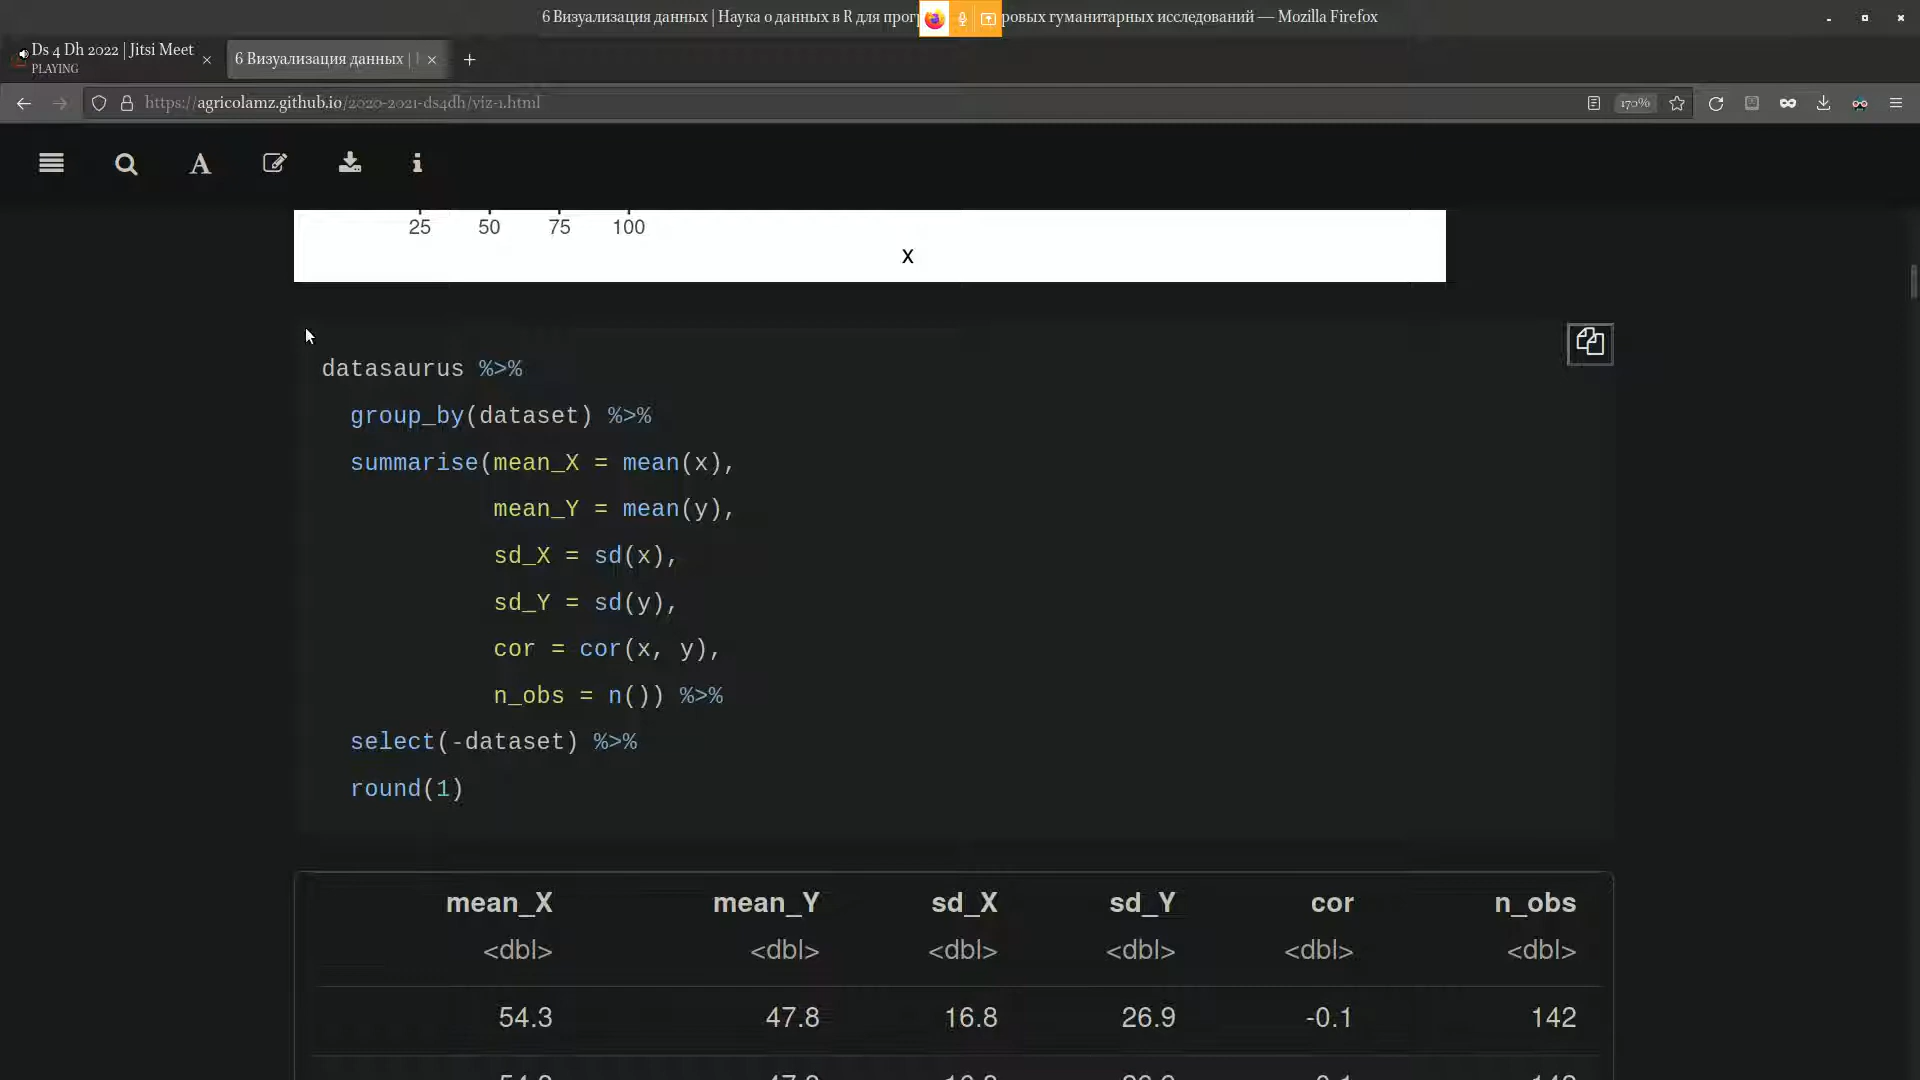 6 Визуализация данных | Наука о данных в R для прог ровых гуманитарных исследований — Mozilla Firefox
Ds 4 Dh 2022 | Jitsi Meet
PLAYING
6 Визуализация данных |
https://agricolamz.github.io/2020-2021-ds4dh/viz-1.html
170%
25 50 75 100
x
datasaurus %>%
group_by(dataset) %>%
summarise(mean_X = mean(x),
mean_Y = mean(y),
sd_X = sd(x),
sd_Y = sd(y),
cor = cor(x, y),
n_obs = n()) %>%
select(-dataset) %>%
round(1)
mean_X mean_Y sd_X sd_Y cor n_obs
<dbl> <dbl> <dbl> <dbl> <dbl> <dbl>
54.3 47.8 16.8 26.9 -0.1 142